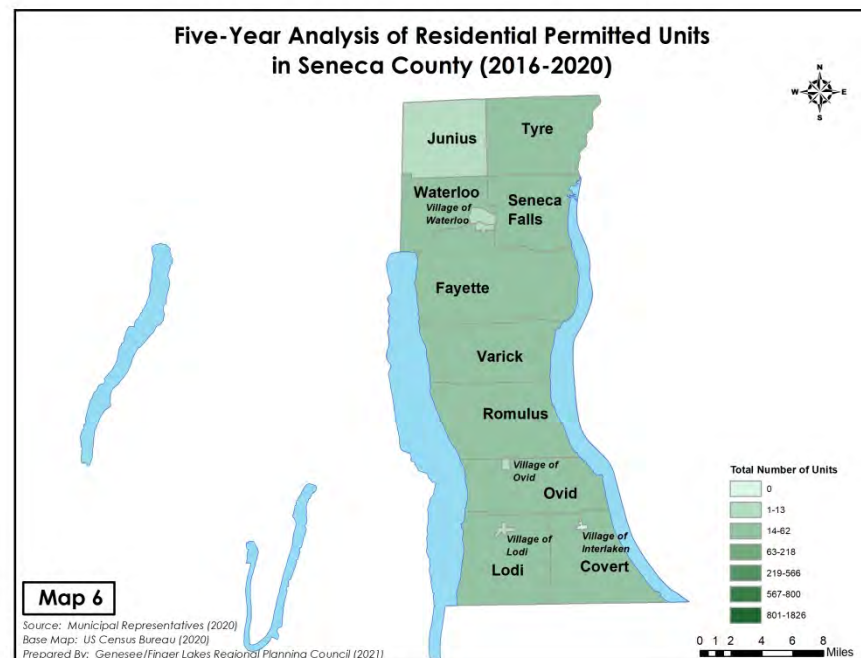 Five-Year Analysis of Residential Permitted Units
in Seneca County (2016-2020)
N
W E
S
Junius
Tyre
Waterloo
Village of
Waterloo
Seneca
Falls
Fayette
Varick
Romulus
Village of
Ovid
Ovid
Village of
Lodi
Lodi
Village of
Interlaken
Covert
Total Number of Units
0
1-13
14-62
63-218
219-566
567-800
801-1826
Map 6
Source: Municipal Representatives (2020)
Base Map: US Census Bureau (2020)
Prepared By: Genesee/Finger Lakes Regional Planning Council (2021)
0 1 2 4 6 8
Miles